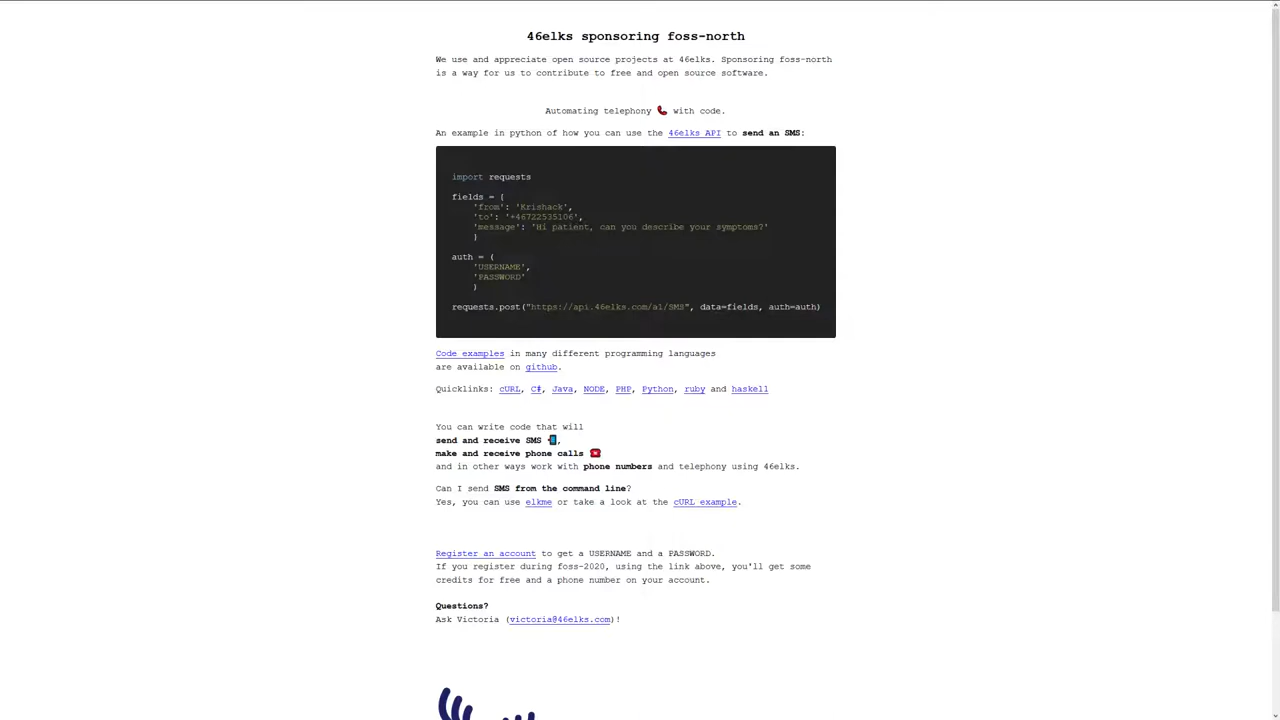 46elks sponsoring foss-north
We use and appreciate open source projects at 46elks. Sponsoring foss-north
is a way for us to contribute to free and open source software.
Automating telephony 📞 with code.
An example in python of how you can use the 46elks API to send an SMS:
import requests
fields = {
'from': 'Krishack',
'to': '+46722535106',
'message': 'Hi patient, can you describe your symptoms?'
}
auth = (
'USERNAME',
'PASSWORD'
)
requests.post("https://api.46elks.com/a1/SMS", data=fields, auth=auth)
Code examples in many different programming languages
are available on github.
Quicklinks: cURL, C#, Java, NODE, PHP, Python, ruby and haskell
You can write code that will
send and receive SMS 📲,
make and receive phone calls ☎️
and in other ways work with phone numbers and telephony using 46elks.
Can I send SMS from the command line?
Yes, you can use elkme or take a look at the cURL example.
Register an account to get a USERNAME and a PASSWORD.
If you register during foss-2020, using the link above, you'll get some
credits for free and a phone number on your account.
Questions?
Ask Victoria (victoria@46elks.com)!